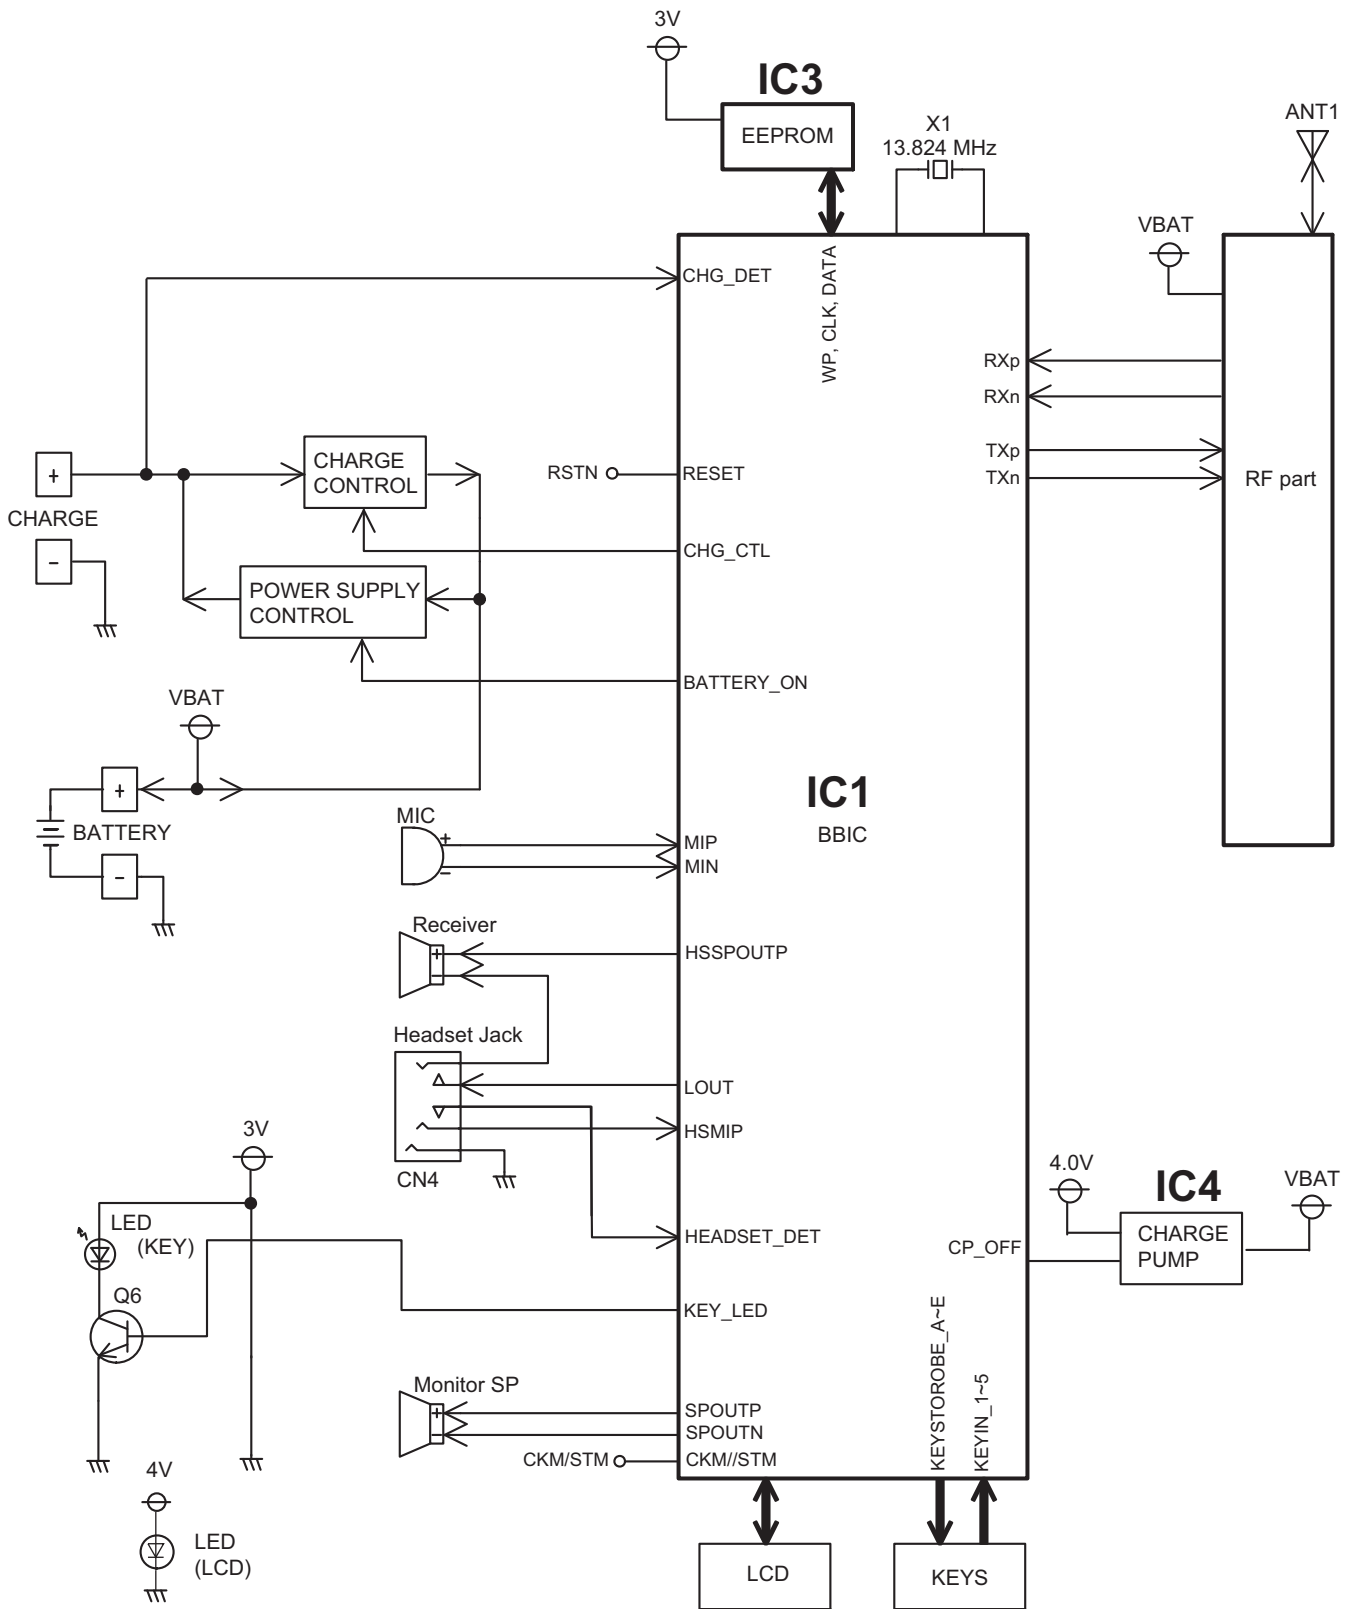 3V
IC3
EEPROM
X1
13.824 MHz
ANT1
VBAT
CHG_DET
WP, CLK, DATA
RXp
RXn
TXp
TXn
RF part
+
CHARGE
-
CHARGE
CONTROL
RSTN
RESET
CHG_CTL
POWER SUPPLY
CONTROL
BATTERY_ON
VBAT
+
BATTERY
-
IC1
BBIC
MIC
+
-
MIP
MIN
Receiver
+
-
HSSPOUTP
Headset Jack
LOUT
HSMIP
CN4
3V
LED
(KEY)
Q6
HEADSET_DET
KEY_LED
4.0V
IC4
VBAT
CP_OFF
CHARGE
PUMP
KEYSTOROBE_A~E
KEYIN_1~5
Monitor SP
+
-
SPOUTP
SPOUTN
CKM/STM
CKM//STM
4V
LED
(LCD)
LCD
KEYS